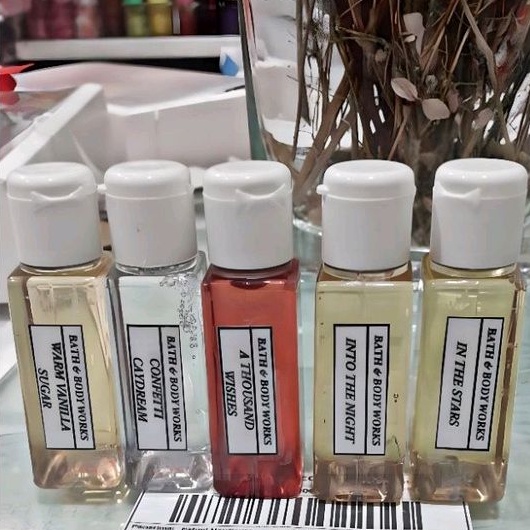 BATH & BODY WORKS
WARM VANILLA
SUGAR
BATH & BODY WORKS
CONFETTI
CAYDREAM
BATH & BODY WORKS
A THOUSAND
WISHES
BATH & BODY WORKS
INTO THE NIGHT
BATH & BODY WORKS
IN THE STARS